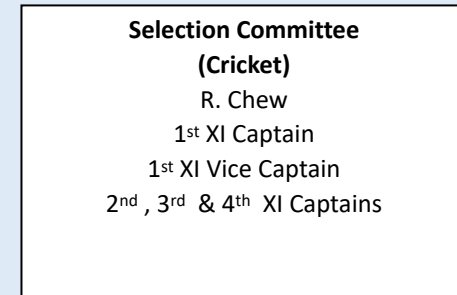 Selection Committee
(Cricket)
R. Chew
1st XI Captain
1st XI Vice Captain
2nd , 3rd  & 4th  XI Captains